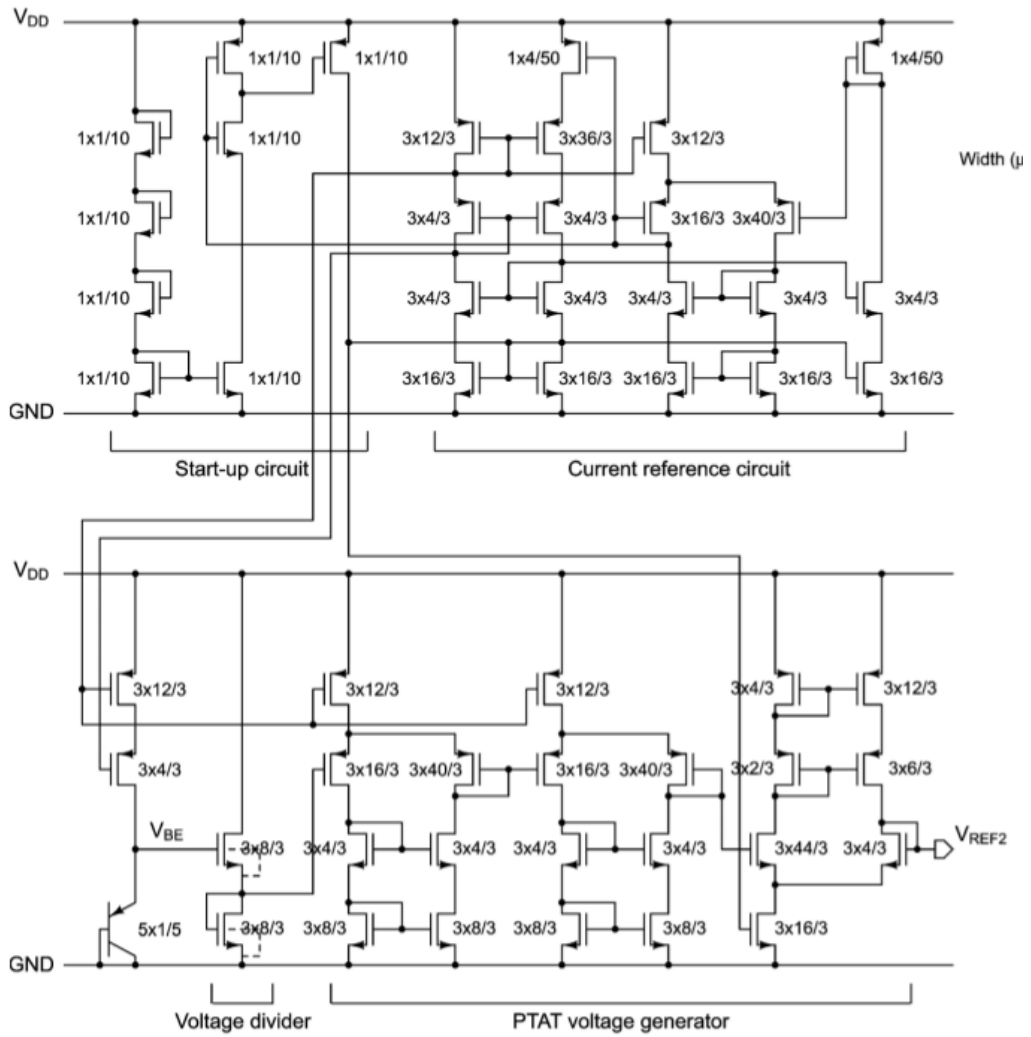 VDD
1x1/10 1x1/10 1x4/50 1x4/50
1x1/10 1x1/10 3x12/3 3x36/3 3x12/3
Width (μ
1x1/10 3x4/3 3x4/3 3x16/3 3x40/3
1x1/10 3x4/3 3x4/3 3x4/3 3x4/3 3x4/3
1x1/10 1x1/10 3x16/3 3x16/3 3x16/3 3x16/3 3x16/3
GND
Start-up circuit Current reference circuit
VDD
3x12/3 3x12/3 3x12/3 3x4/3 3x12/3
3x4/3 3x16/3 3x40/3 3x16/3 3x40/3 3x2/3 3x6/3
VBE VREF2
3x8/3 3x4/3 3x4/3 3x4/3 3x4/3 3x44/3 3x4/3
5x1/5 3x8/3 3x8/3 3x8/3 3x8/3 3x8/3 3x16/3
GND
Voltage divider PTAT voltage generator